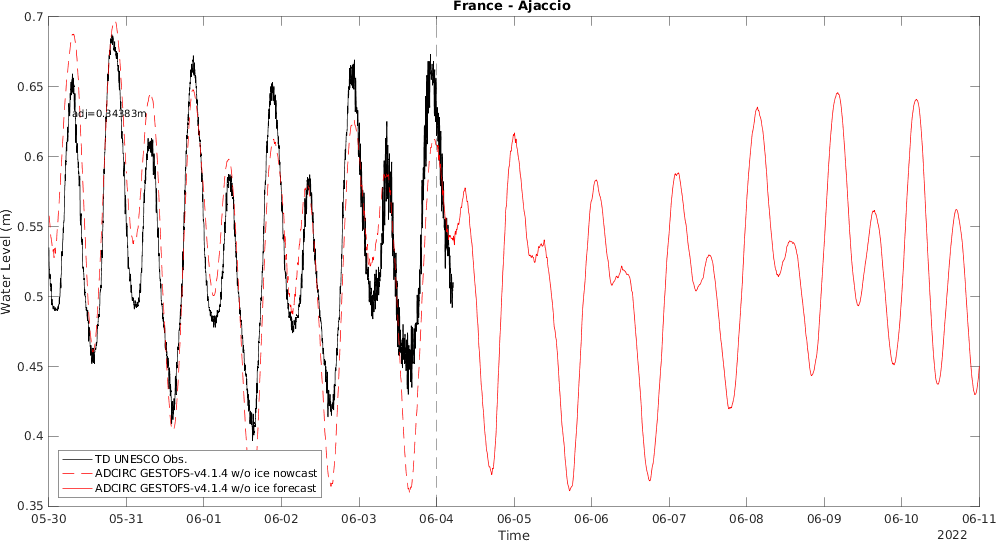 France - Ajaccio
0.7
0.65
adj=0.34383m
0.6
0.55
Water Level (m)
0.5
0.45
0.4
0.35
TD UNESCO Obs.
ADCIRC GESTOFS-v4.1.4 w/o ice nowcast
ADCIRC GESTOFS-v4.1.4 w/o ice forecast
05-30 05-31 06-01 06-02 06-03 06-04 06-05 06-06 06-07 06-08 06-09 06-10 06-11
Time
2022